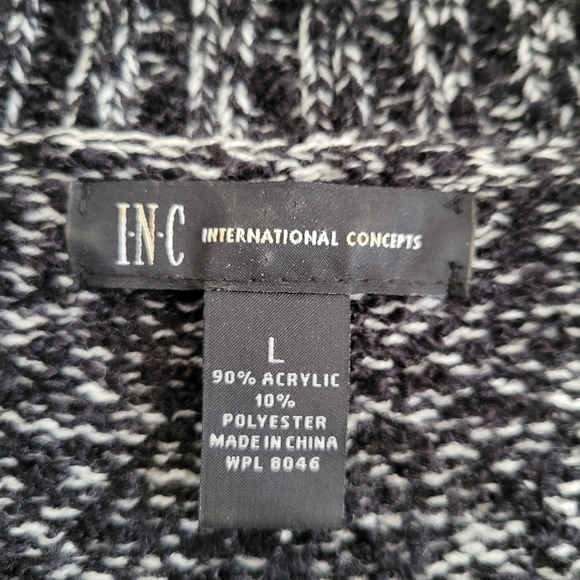 I·N·C INTERNATIONAL CONCEPTS
L
90% ACRYLIC
10%
POLYESTER
MADE IN CHINA
WPL 8046